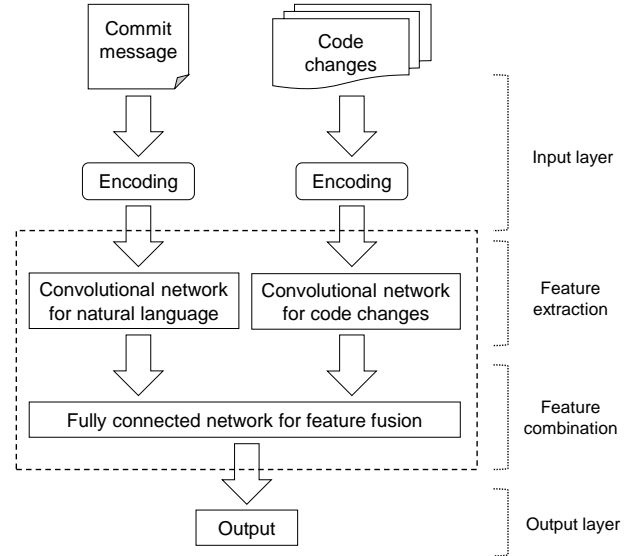 Commit
message
Code
changes
Input layer
Encoding
Encoding
Convolutional network
for natural language
Convolutional network
for code changes
Feature
extraction
Fully connected network for feature fusion
Feature
combination
Output
Output layer